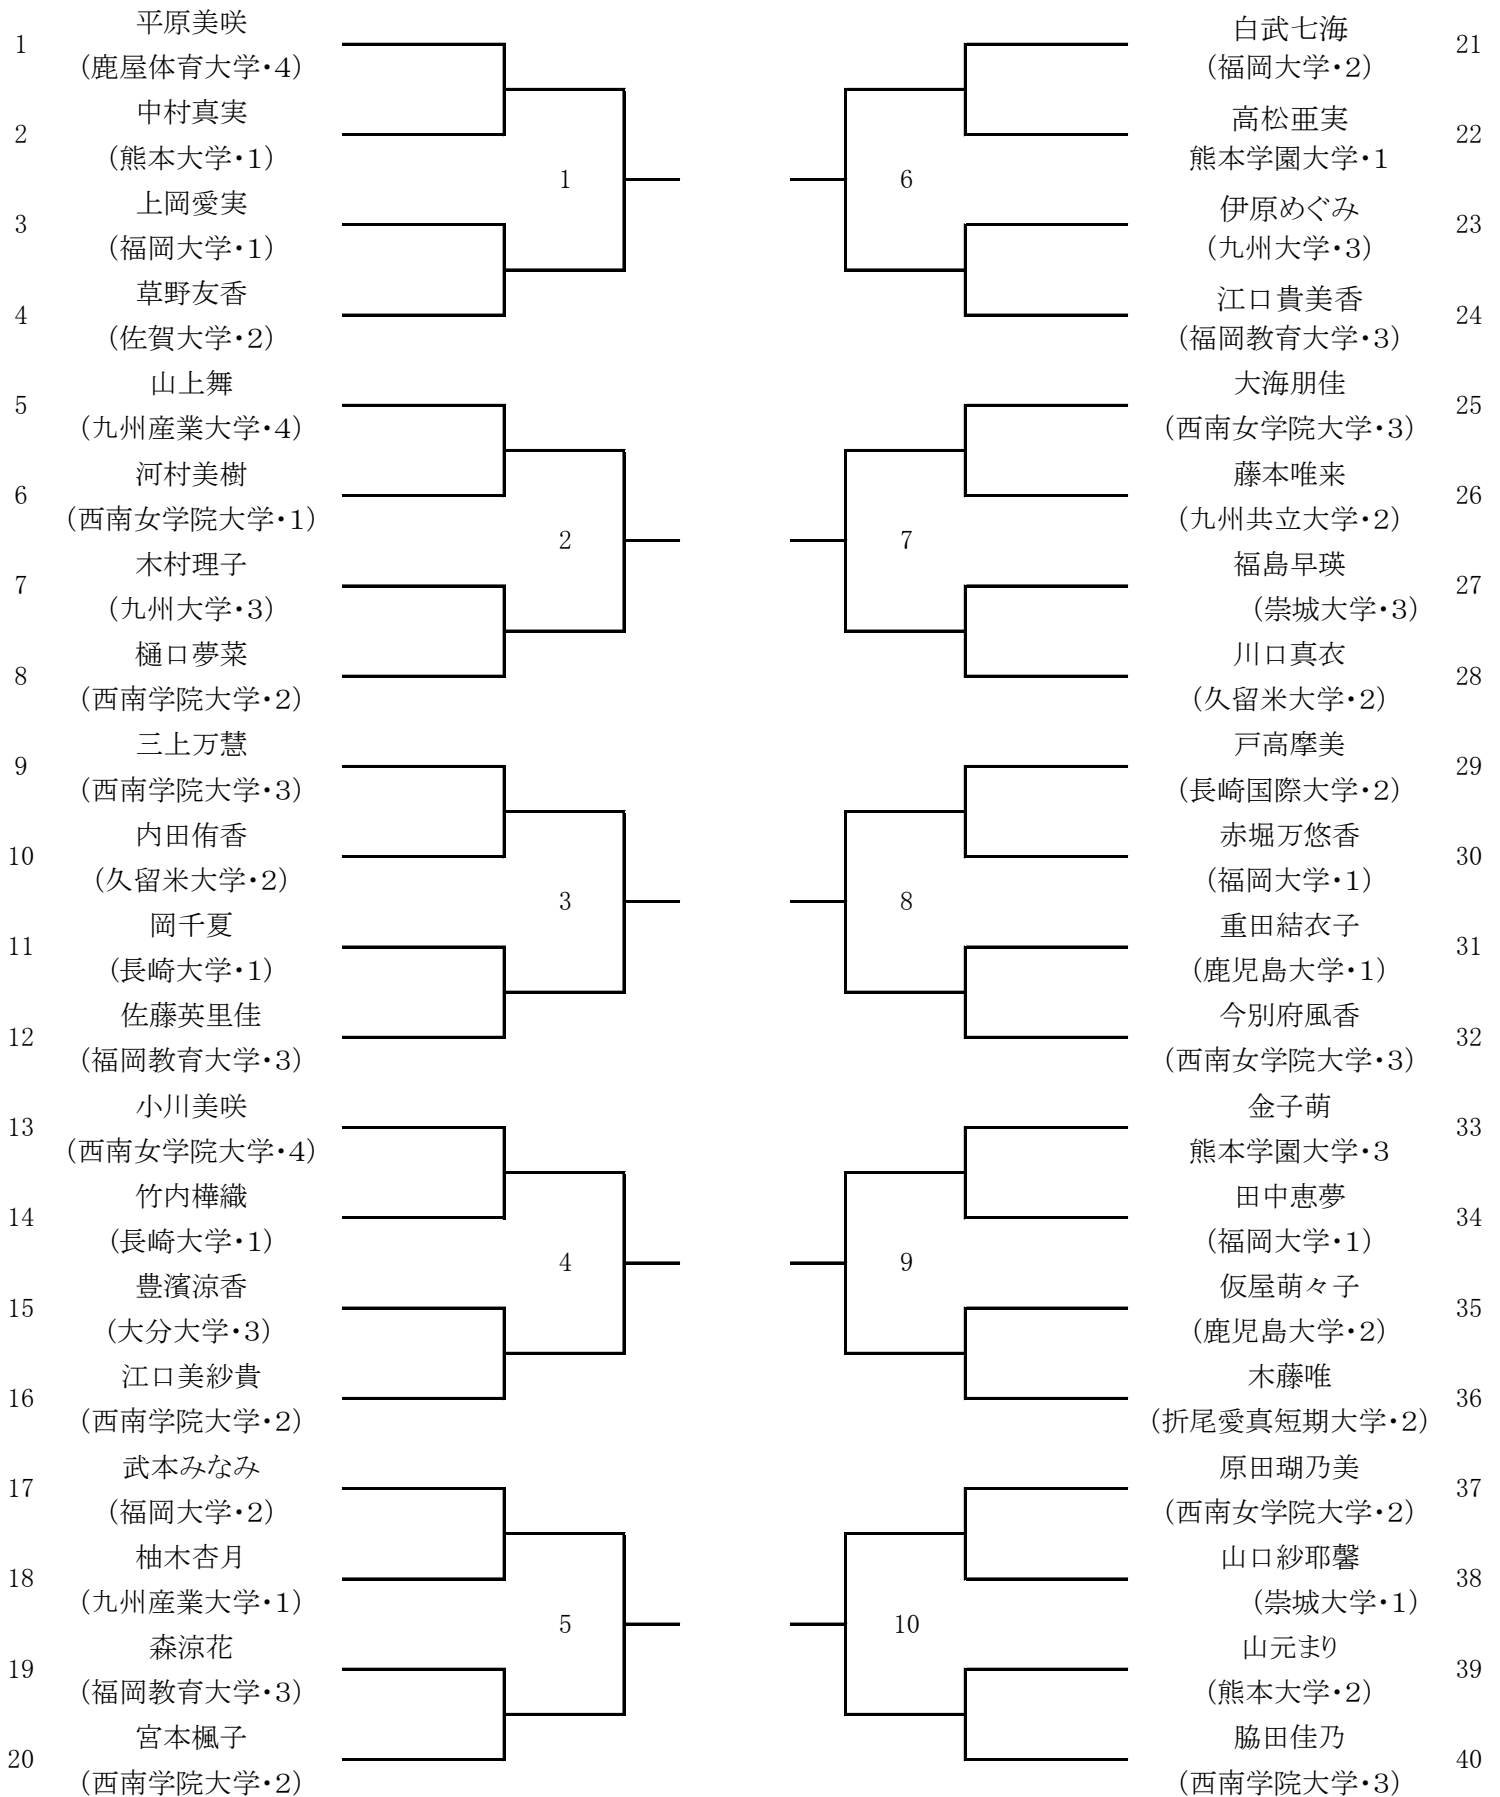 1
平原美咲
(鹿屋体育大学・4)
2
中村真実
(熊本大学・1)
3
上岡愛実
(福岡大学・1)
4
草野友香
(佐賀大学・2)
1
5
山上舞
(九州産業大学・4)
6
河村美樹
(西南女学院大学・1)
7
木村理子
(九州大学・3)
8
樋口夢菜
(西南学院大学・2)
2
9
三上万慧
(西南学院大学・3)
10
内田侑香
(久留米大学・2)
11
岡千夏
(長崎大学・1)
12
佐藤英里佳
(福岡教育大学・3)
3
13
小川美咲
(西南女学院大学・4)
14
竹内樺織
(長崎大学・1)
15
豊濱涼香
(大分大学・3)
16
江口美紗貴
(西南学院大学・2)
4
17
武本みなみ
(福岡大学・2)
18
柚木杏月
(九州産業大学・1)
19
森涼花
(福岡教育大学・3)
20
宮本楓子
(西南学院大学・2)
5
白武七海
21
(福岡大学・2)
高松亜実
22
熊本学園大学・1
伊原めぐみ
23
(九州大学・3)
江口貴美香
24
(福岡教育大学・3)
6
大海朋佳
25
(西南女学院大学・3)
藤本唯来
26
(九州共立大学・2)
福島早瑛
27
(崇城大学・3)
川口真衣
28
(久留米大学・2)
7
戸高摩美
29
(長崎国際大学・2)
赤堀万悠香
30
(福岡大学・1)
重田結衣子
31
(鹿児島大学・1)
今別府風香
32
(西南女学院大学・3)
8
金子萌
33
熊本学園大学・3
田中恵夢
34
(福岡大学・1)
仮屋萌々子
35
(鹿児島大学・2)
木藤唯
36
(折尾愛真短期大学・2)
9
原田瑚乃美
37
(西南女学院大学・2)
山口紗耶馨
38
(崇城大学・1)
山元まり
39
(熊本大学・2)
脇田佳乃
40
(西南学院大学・3)
10